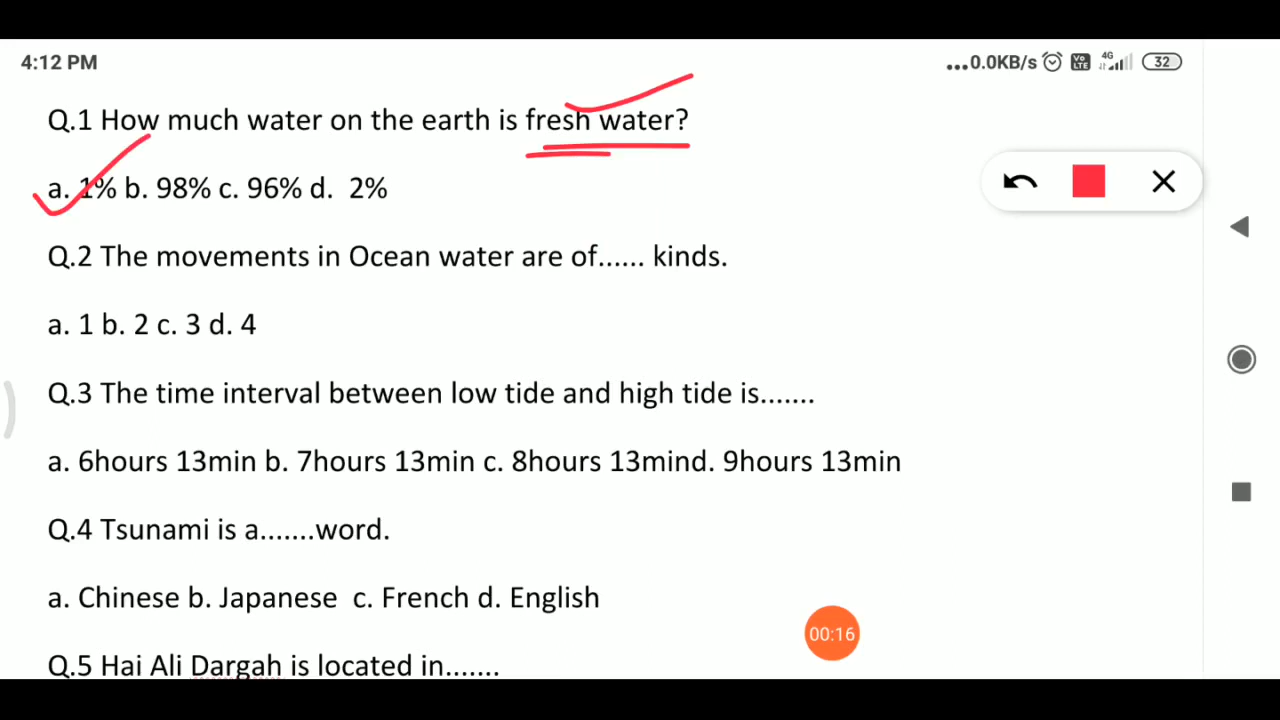 4:12 PM
...0.0KB/s Vo LTE 4G 32
Q.1 How much water on the earth is fresh water?
a. 1% b. 98% c. 96% d. 2%
Q.2 The movements in Ocean water are of...... kinds.
a. 1 b. 2 c. 3 d. 4
Q.3 The time interval between low tide and high tide is.......
a. 6hours 13min b. 7hours 13min c. 8hours 13mind. 9hours 13min
Q.4 Tsunami is a.......word.
a. Chinese b. Japanese c. French d. English
00:16
Q.5 Hai Ali Dargah is located in.......